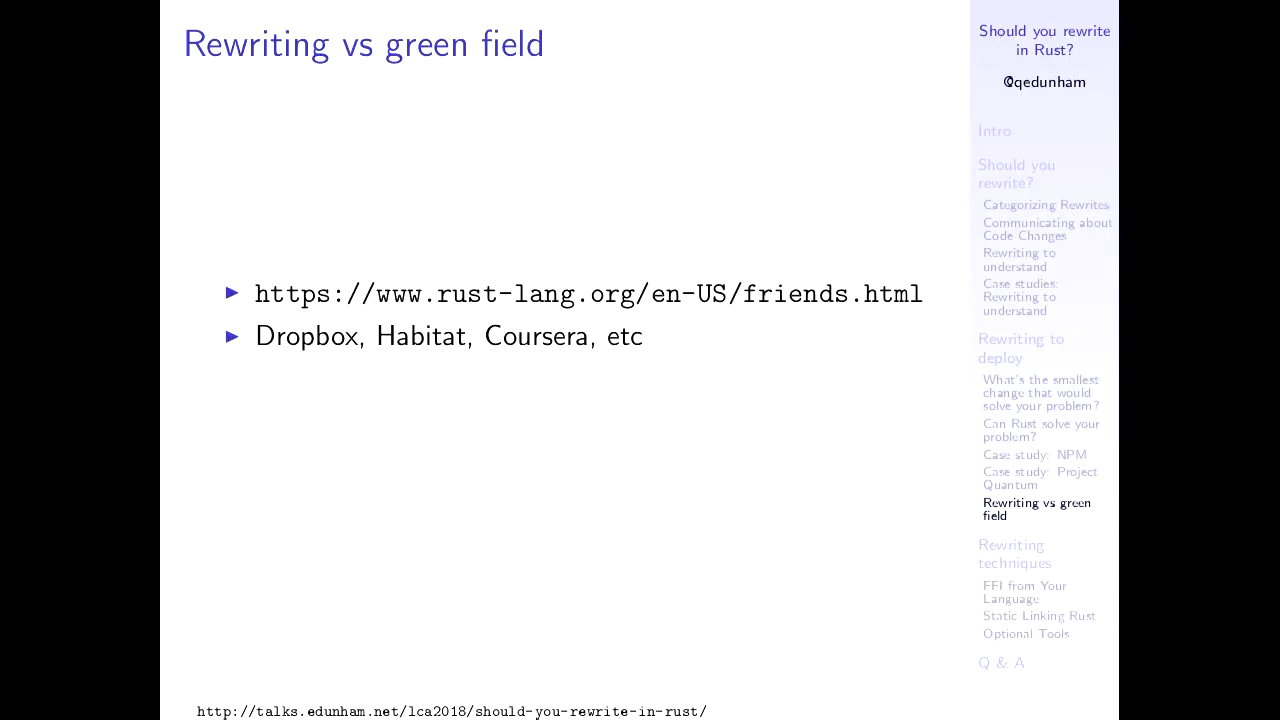 Rewriting vs green field
https://www.rust-lang.org/en-US/friends.html
Dropbox, Habitat, Coursera, etc
http://talks.edunham.net/lca2018/should-you-rewrite-in-rust/
Should you rewrite
in Rust?
@qedunham
Intro
Should you
rewrite?
Categorizing Rewrites
Communicating about
Code Changes
Rewriting to
understand
Case studies:
Rewriting to
understand
Rewriting to
deploy
What's the smallest
change that would
solve your problem?
Can Rust solve your
problem?
Case study: NPM
Case study: Project
Quantum
Rewriting vs green
field
Rewriting
techniques
FFI from Your
Language
Static Linking Rust
Optional Tools
Q & A